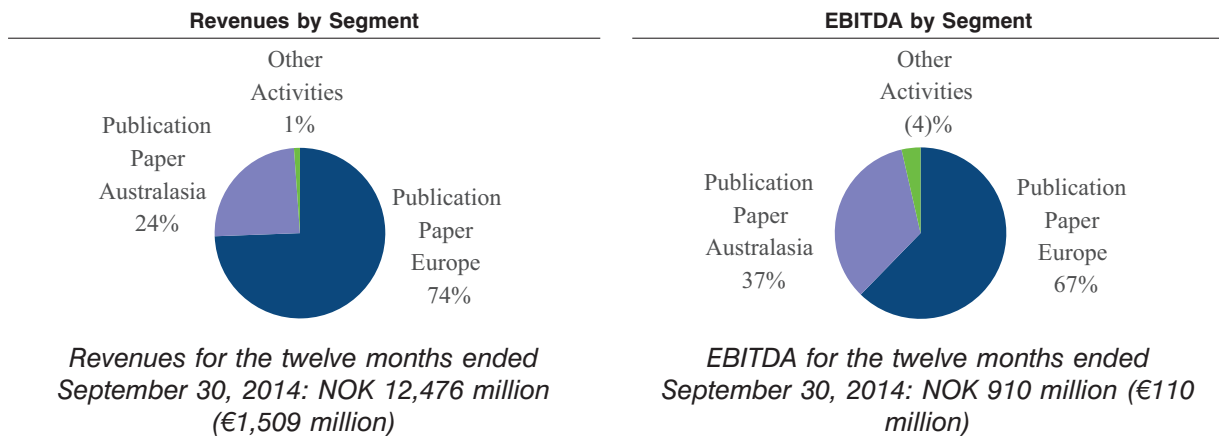 Revenues by Segment
Other
Activities
1%
Publication
Paper
Australasia
24%
Publication
Paper
Europe
74%
Revenues for the twelve months ended
September 30, 2014: NOK 12,476 million
(€1,509 million)
EBITDA by Segment
Other
Activities
(4)%
Publication
Paper
Australasia
37%
Publication
Paper
Europe
67%
EBITDA for the twelve months ended
September 30, 2014: NOK 910 million (€110
million)